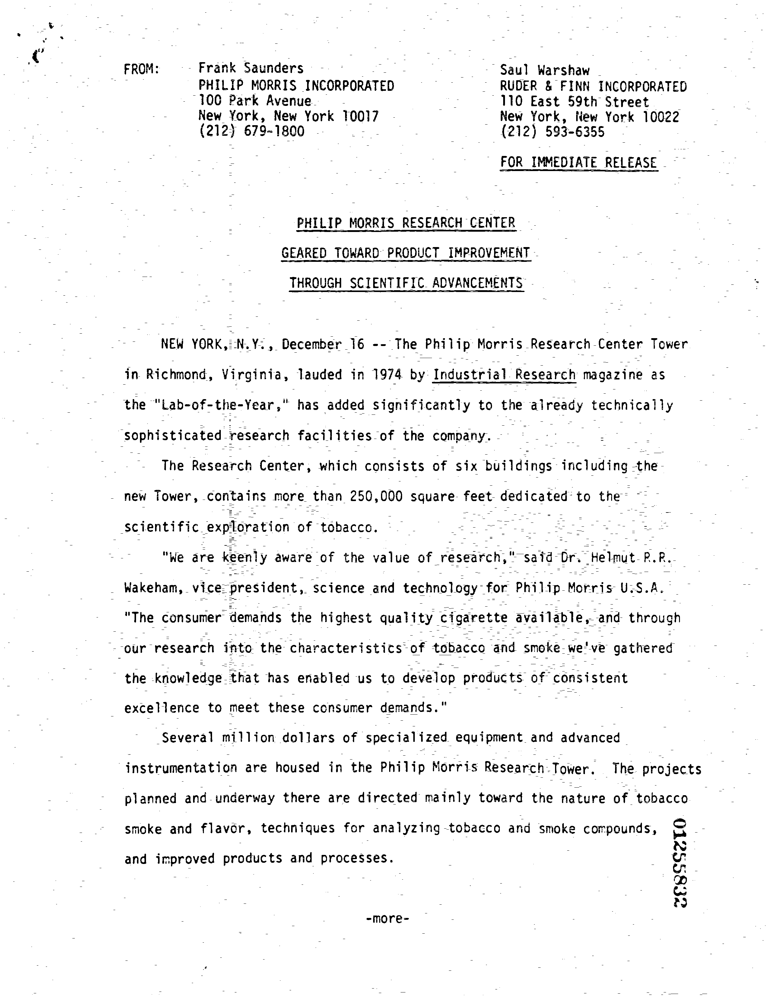 FROM: Frank Saunders
PHILIP MORRIS INCORPORATED
100 Park Avenue
New York, New York 10017
(212) 679-1800
Saul Warshaw
RUDER & FINN INCORPORATED
110 East 59th Street
New York, New York 10022
(212) 593-6355
FOR IMMEDIATE RELEASE
PHILIP MORRIS RESEARCH CENTER
GEARED TOWARD PRODUCT IMPROVEMENT
THROUGH SCIENTIFIC ADVANCEMENTS
NEW YORK, N.Y., December 16 -- The Philip Morris Research Center Tower
in Richmond, Virginia, lauded in 1974 by Industrial Research magazine as
the "Lab-of-the-Year," has added significantly to the already technically
sophisticated research facilities of the company.
The Research Center, which consists of six buildings including the
new Tower, contains more than 250,000 square feet dedicated to the
scientific exploration of tobacco.
"We are keenly aware of the value of research," said Dr. Helmut R.R.
Wakeham, vice president, science and technology for Philip Morris U.S.A.
"The consumer demands the highest quality cigarette available, and through
our research into the characteristics of tobacco and smoke we've gathered
the knowledge that has enabled us to develop products of consistent
excellence to meet these consumer demands."
Several million dollars of specialized equipment and advanced
instrumentation are housed in the Philip Morris Research Tower. The projects
planned and underway there are directed mainly toward the nature of tobacco
smoke and flavor, techniques for analyzing tobacco and smoke compounds,
and improved products and processes.
-more-
01255832